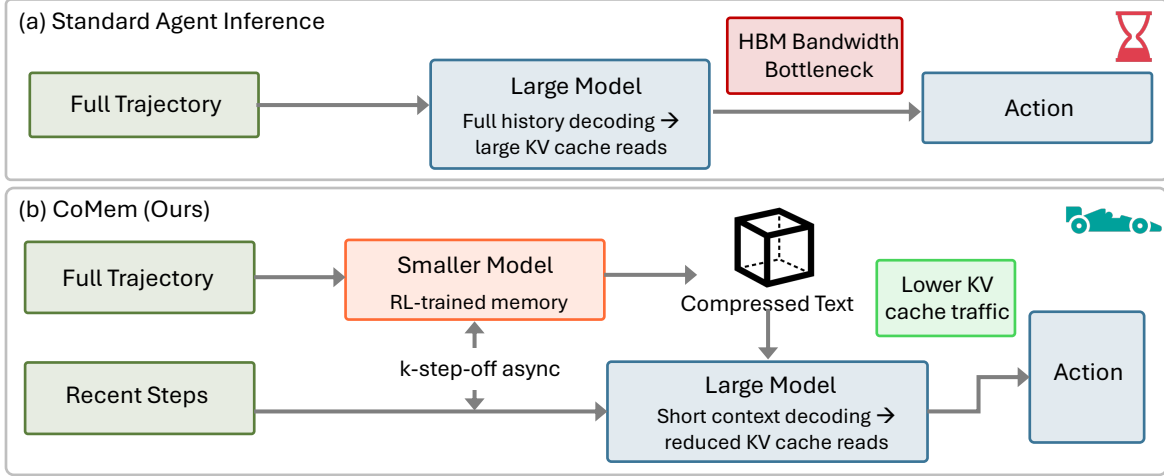 (a) Standard Agent Inference
Full Trajectory
Large Model
Full history decoding →
large KV cache reads
HBM Bandwidth
Bottleneck
Action
(b) CoMem (Ours)
Full Trajectory
Smaller Model
RL-trained memory
Compressed Text
Lower KV
cache traffic
k-step-off async
Recent Steps
Large Model
Short context decoding →
reduced KV cache reads
Action